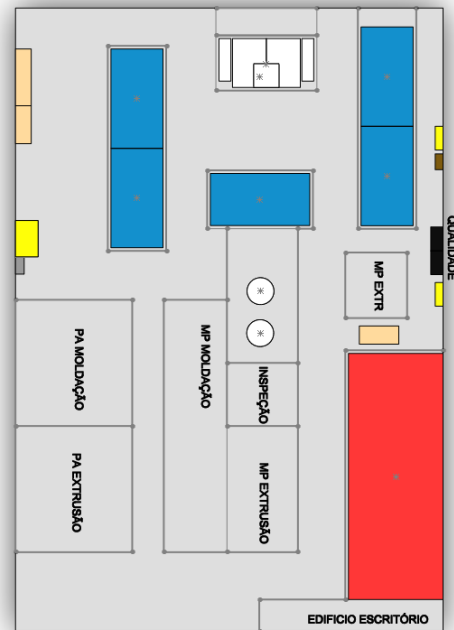 QUALIDADE
MP EXTR
PA MOLDAÇÃO
MP MOLDAÇÃO
INSPEÇÃO
PA EXTRUSÃO
MP EXTRUSÃO
EDIFICIO ESCRITÓRIO